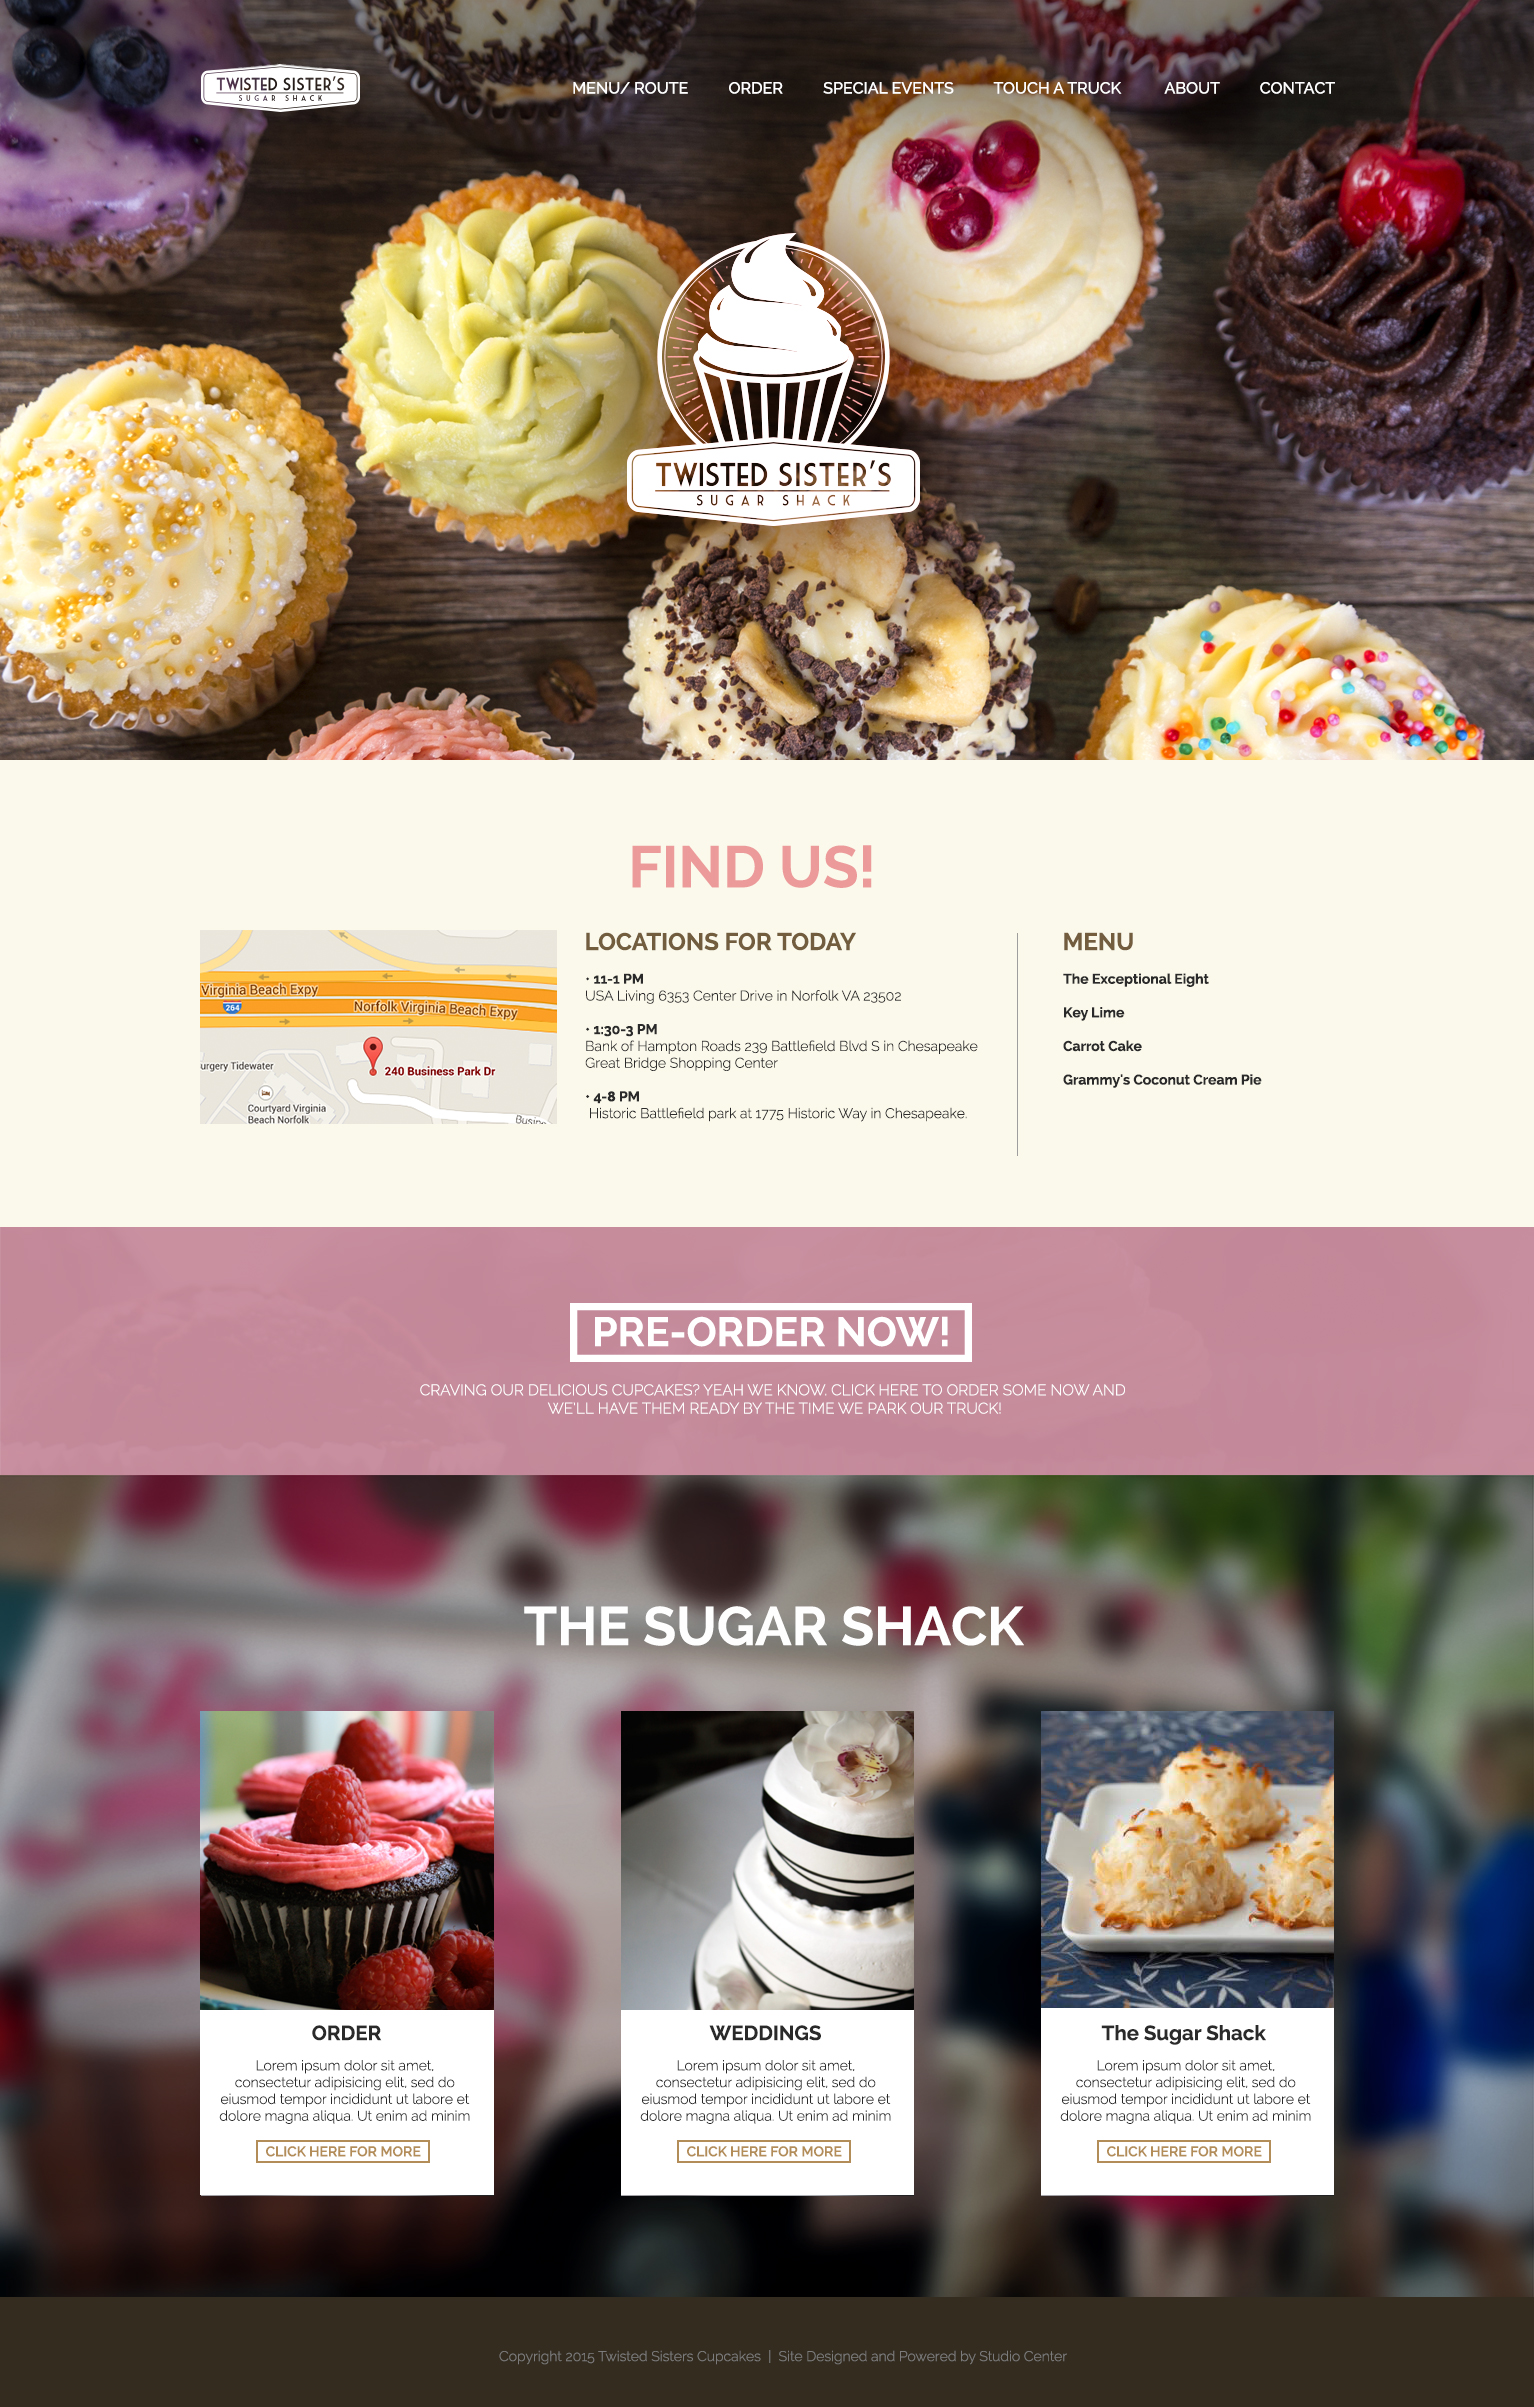 TWISTED SISTER'S
SUGAR SHACK
MENU/ ROUTE ORDER SPECIAL EVENTS TOUCH A TRUCK ABOUT CONTACT
TWISTED SISTER'S
SUGAR SHACK
FIND US!
Virginia Beach Expy
264
Norfolk Virginia Beach Expy
urgery Tidewater
240 Business Park Dr
Courtyard Virginia
Beach Norfolk
LOCATIONS FOR TODAY
• 11-1 PM
USA Living 6353 Center Drive in Norfolk VA 23502
• 1:30-3 PM
Bank of Hampton Roads 239 Battlefield Blvd S in Chesapeake
Great Bridge Shopping Center
• 4-8 PM
Historic Battlefield park at 1775 Historic Way in Chesapeake.
MENU
The Exceptional Eight
Key Lime
Carrot Cake
Grammy's Coconut Cream Pie
PRE-ORDER NOW!
CRAVING OUR DELICIOUS CUPCAKES? YEAH WE KNOW. CLICK HERE TO ORDER SOME NOW AND
WE'LL HAVE THEM READY BY THE TIME WE PARK OUR TRUCK!
THE SUGAR SHACK
ORDER
Lorem ipsum dolor sit amet,
consectetur adipisicing elit, sed do
eiusmod tempor incididunt ut labore et
dolore magna aliqua. Ut enim ad minim
CLICK HERE FOR MORE
WEDDINGS
Lorem ipsum dolor sit amet,
consectetur adipisicing elit, sed do
eiusmod tempor incididunt ut labore et
dolore magna aliqua. Ut enim ad minim
CLICK HERE FOR MORE
The Sugar Shack
Lorem ipsum dolor sit amet,
consectetur adipisicing elit, sed do
eiusmod tempor incididunt ut labore et
dolore magna aliqua. Ut enim ad minim
CLICK HERE FOR MORE
Copyright 2015 Twisted Sisters Cupcakes | Site Designed and Powered by Studio Center